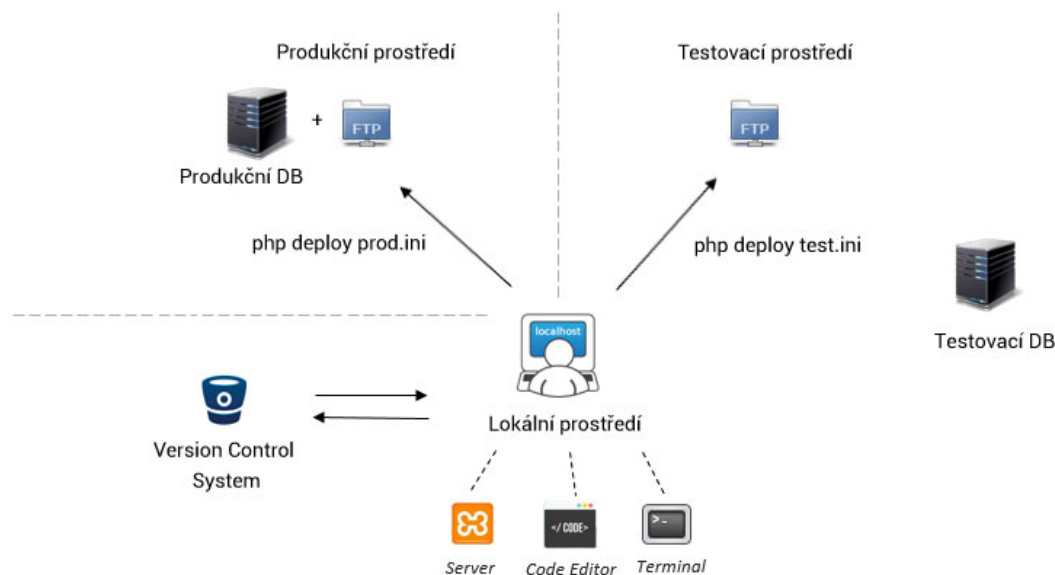 Produkční prostředí
Testovací prostředí
FTP
+
FTP
Produkční DB
php deploy prod.ini
php deploy test.ini
localhost
Testovací DB
Lokální prostředí
Version Control
System
</ CODE>
>-
Server
Code Editor
Terminal